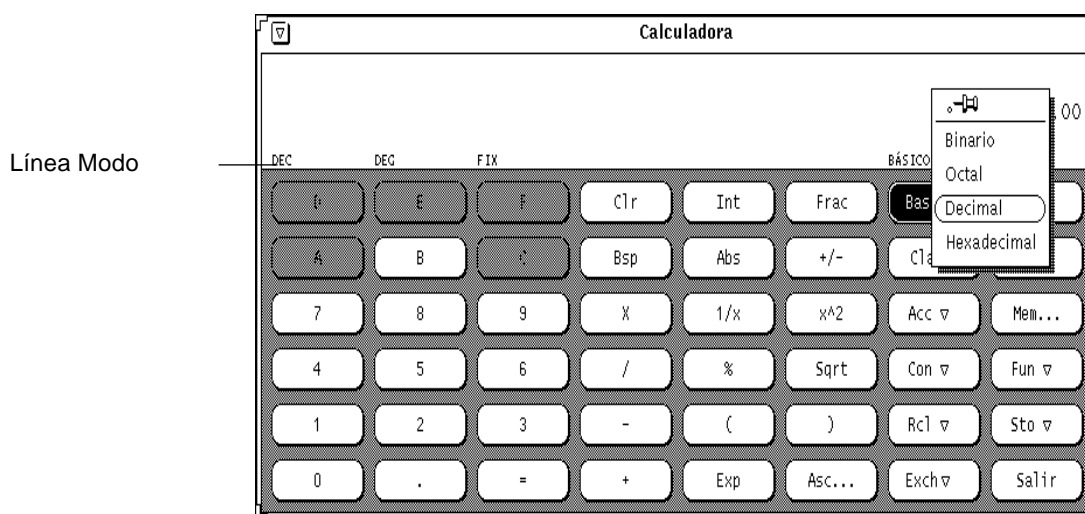 Calculadora
.00
Línea Modo
DEC DEG FIX BÁSICO
Binario
Octal
Decimal
Hexadecimal
D E F Clr Int Frac Bas
A B C Bsp Abs +/-
7 8 9 X 1/x x^2 Acc ▽ Mem...
4 5 6 / % Sqrt Con ▽ Fun ▽
1 2 3 - ( ) Rcl ▽ Sto ▽
0 . = + Exp Asc... Exch▽ Salir